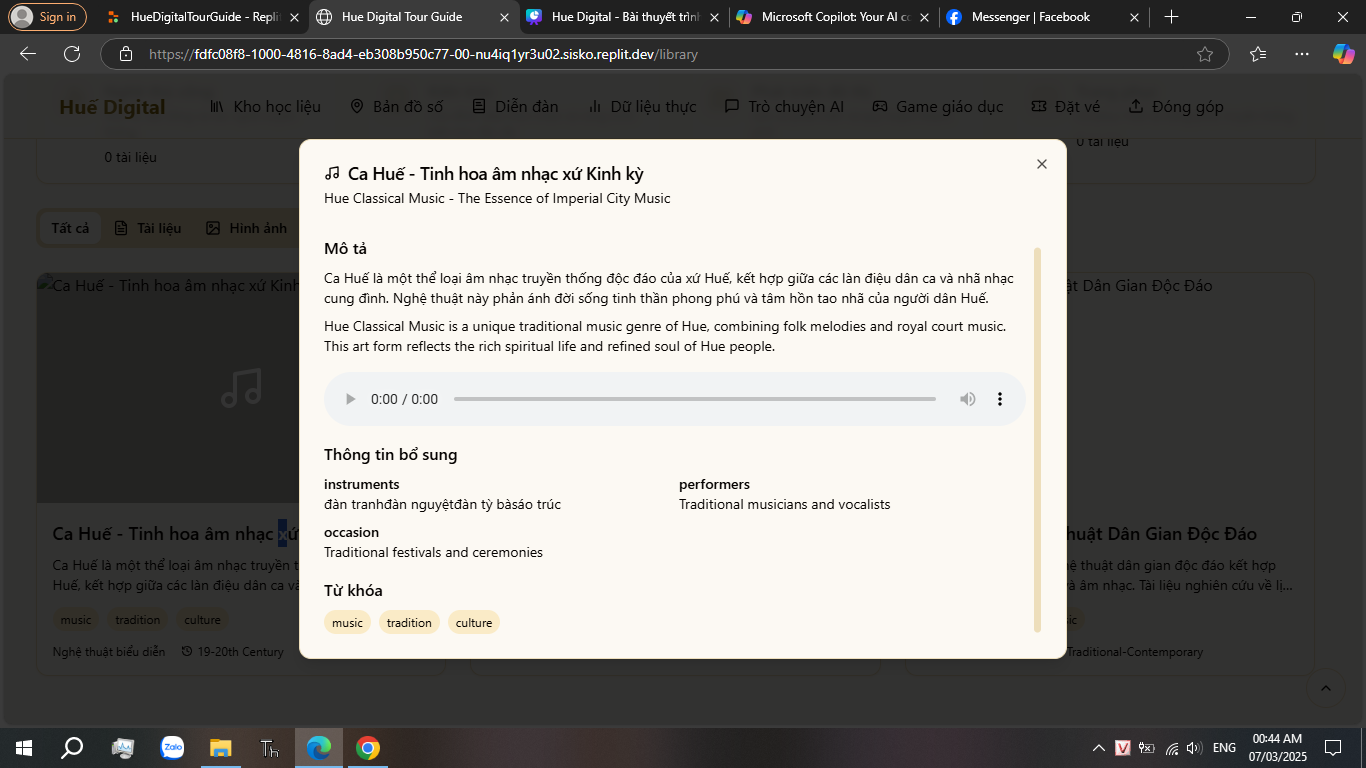 Sign in
HueDigitalTourGuide - Replit
Hue Digital Tour Guide
Hue Digital - Bài thuyết trình
Microsoft Copilot: Your AI co
Messenger | Facebook
https://fdfc08f8-1000-4816-8ad4-eb308b950c77-00-nu4iq1yr3u02.sisko.replit.dev/library
Huế Digital
Kho học liệu
Bản đồ số
Diễn đàn
Dữ liệu thực
Trò chuyện AI
Game giáo dục
Đặt vé
Đóng góp
0 tài liệu
0 tài liệu
Tất cả
Tài liệu
Hình ảnh
Ca Huế - Tinh hoa âm nhạc xứ Kinh kỳ
Hue Classical Music - The Essence of Imperial City Music
Mô tả
Ca Huế là một thể loại âm nhạc truyền thống độc đáo của xứ Huế, kết hợp giữa các làn điệu dân ca và nhã nhạc
cung đình. Nghệ thuật này phản ánh đời sống tinh thần phong phú và tâm hồn tao nhã của người dân Huế.
Hue Classical Music is a unique traditional music genre of Hue, combining folk melodies and royal court music.
This art form reflects the rich spiritual life and refined soul of Hue people.
0:00 / 0:00
Thông tin bổ sung
instruments
đàn tranhđàn nguyệtđàn tỳ bàsáo trúc
performers
Traditional musicians and vocalists
occasion
Traditional festivals and ceremonies
Từ khóa
music
tradition
culture
Ca Huế - Tinh hoa âm nhạc xứ Kin
Ca Huế - Tinh hoa âm nhạc xứ
Ca Huế là một thể loại âm nhạc truyền t
Huế, kết hợp giữa các làn điệu dân ca và
music
tradition
culture
Nghệ thuật biểu diễn
19-20th Century
ật Dân Gian Độc Đáo
huật Dân Gian Độc Đáo
hệ thuật dân gian độc đáo kết hợp
và âm nhạc. Tài liệu nghiên cứu về lị...
sic
Traditional-Contemporary
Zalo
Th
V
ENG
00:44 AM
07/03/2025